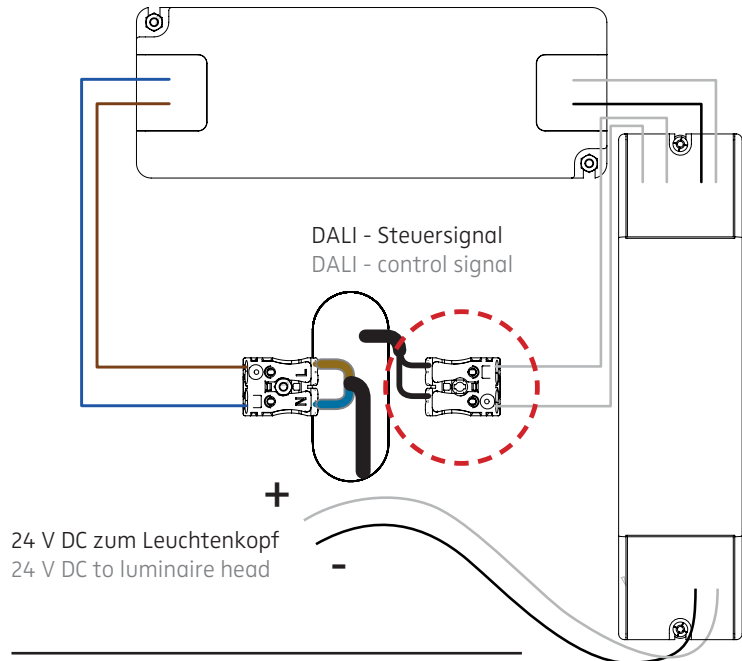 DALI - Steuersignal
DALI - control signal
L
N
+
24 V DC zum Leuchtenkopf
24 V DC to luminaire head
-